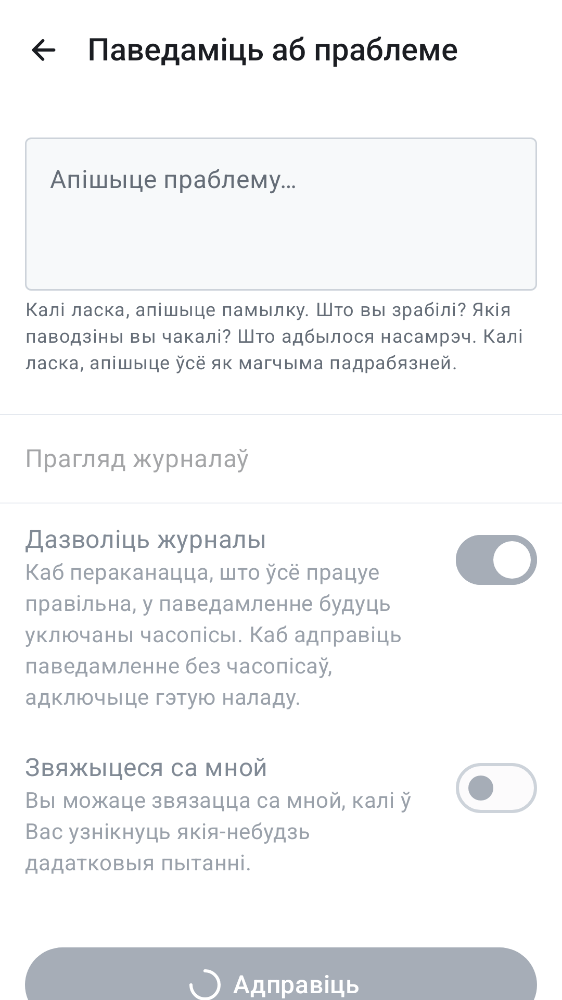 Паведаміць аб праблеме
Апішыце праблему…
Калі ласка, апішыце памылку. Што вы зрабілі? Якія
паводзіны вы чакалі? Што адбылося насамрэч. Калі
ласка, апішыце ўсё як магчыма падрабязней.
Прагляд журналаў
Дазволіць журналы
Каб пераканацца, што ўсё працуе
правільна, у паведамленне будуць
уключаны часопісы. Каб адправіць
паведамленне без часопісаў,
адключыце гэтую наладу.
Звяжыцеся са мной
Вы можаце звязацца са мной, калі ў
Вас узнікнуць якія-небудзь
дадатковыя пытанні.
Адправіць